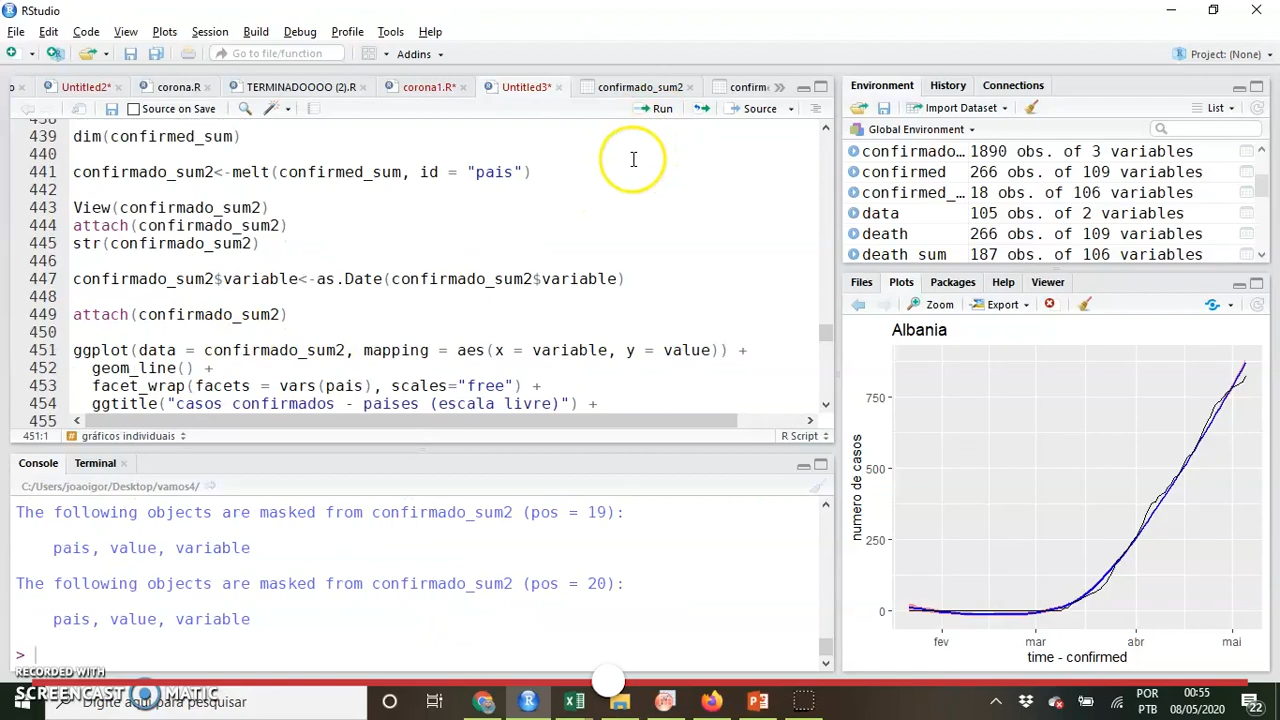 RStudio
File Edit Code View Plots Session Build Debug Profile Tools Help
Go to file/function Addins Project: (None)
Untitled2* corona.R TERMINADOOOO (2).R corona1.R* Untitled3* confirmado_sum2 confirm
Source on Save Run Source
439 dim(confirmed_sum)
440
441 confirmado_sum2<-melt(confirmed_sum, id = "pais")
442
443 View(confirmado_sum2)
444 attach(confirmado_sum2)
445 str(confirmado_sum2)
446
447 confirmado_sum2$variable<-as.Date(confirmado_sum2$variable)
448
449 attach(confirmado_sum2)
450
451 ggplot(data = confirmado_sum2, mapping = aes(x = variable, y = value)) +
452 geom_line() +
453 facet_wrap(facets = vars(pais), scales="free") +
454 ggtitle("casos confirmados - paises (escala livre)") +
455
451:1 gráficos individuais R Script
Console Terminal
C:/Users/joaoigor/Desktop/vamos4/
The following objects are masked from confirmado_sum2 (pos = 19):
pais, value, variable
The following objects are masked from confirmado_sum2 (pos = 20):
pais, value, variable
>
Environment History Connections
Import Dataset List
Global Environment
confirmado… 1890 obs. of 3 variables
confirmed 266 obs. of 109 variables
confirmed_… 18 obs. of 106 variables
data 105 obs. of 2 variables
death 266 obs. of 109 variables
death sum 187 obs. of 106 variables
Files Plots Packages Help Viewer
Zoom Export
Albania
numero de casos
750
500
250
0
fev mar abr mai
time - confirmed
RECORDED WITH
SCREENCAST MATIC
Digite aqui para pesquisar
POR
PTB
00:55
08/05/2020
22